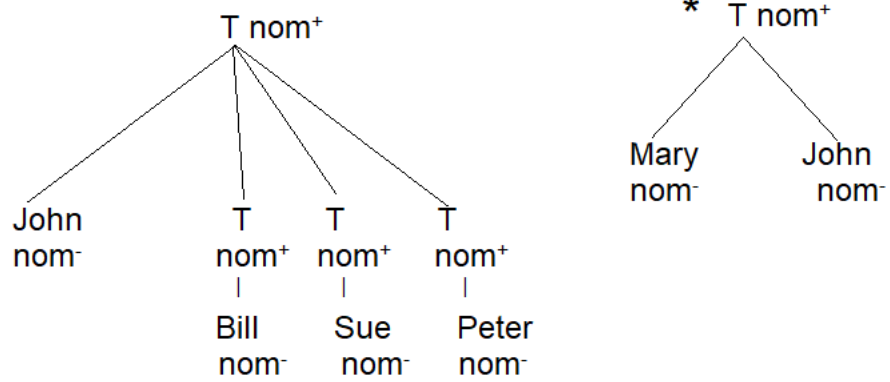 T nom⁺
* T nom⁺
Mary John
nom⁻ nom⁻
John T T T
nom⁻ nom⁺ nom⁺ nom⁺
Bill Sue Peter
nom⁻ nom⁻ nom⁻